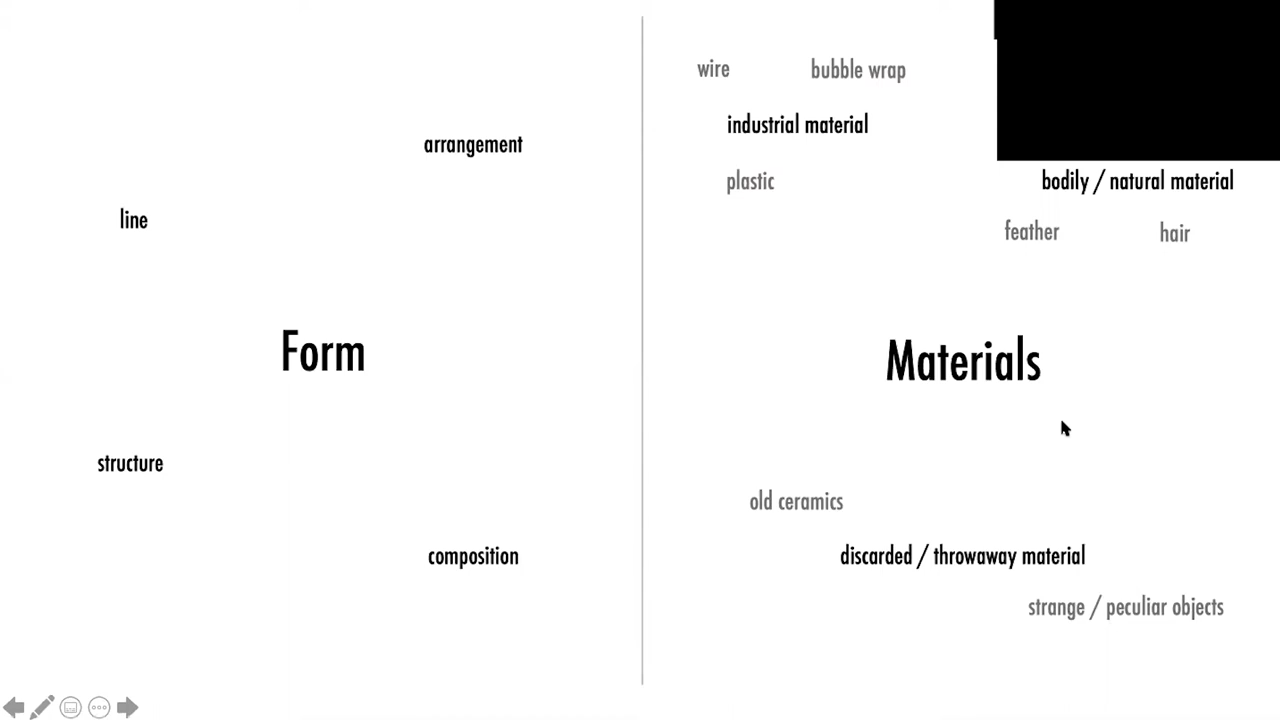 arrangement
line
Form
structure
composition
wire
bubble wrap
industrial material
plastic
bodily / natural material
feather
hair
Materials
old ceramics
discarded / throwaway material
strange / peculiar objects